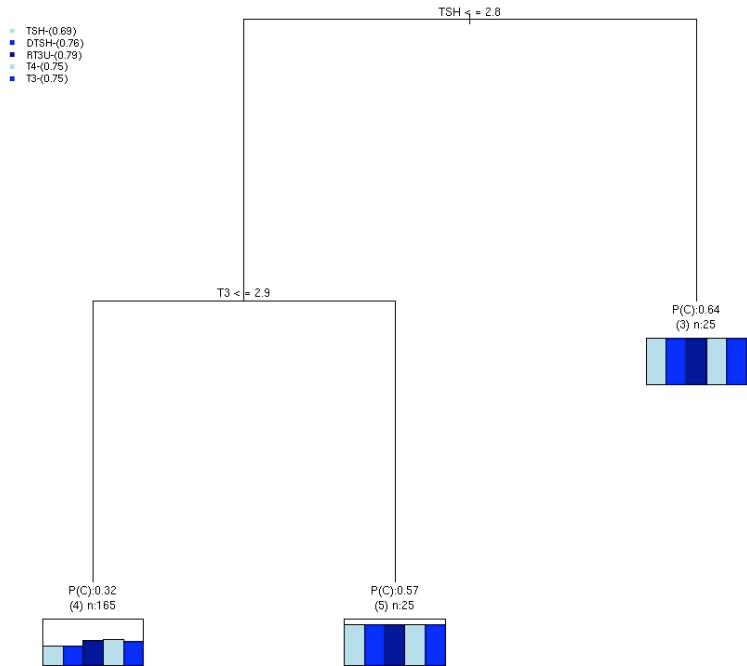 TSH < = 2.8
TSH-(0.69)
DTSH-(0.76)
RT3U-(0.79)
T4-(0.75)
T3-(0.75)
T3 < = 2.9
P(C):0.64
(3) n:25
P(C):0.32
(4) n:165
P(C):0.57
(5) n:25